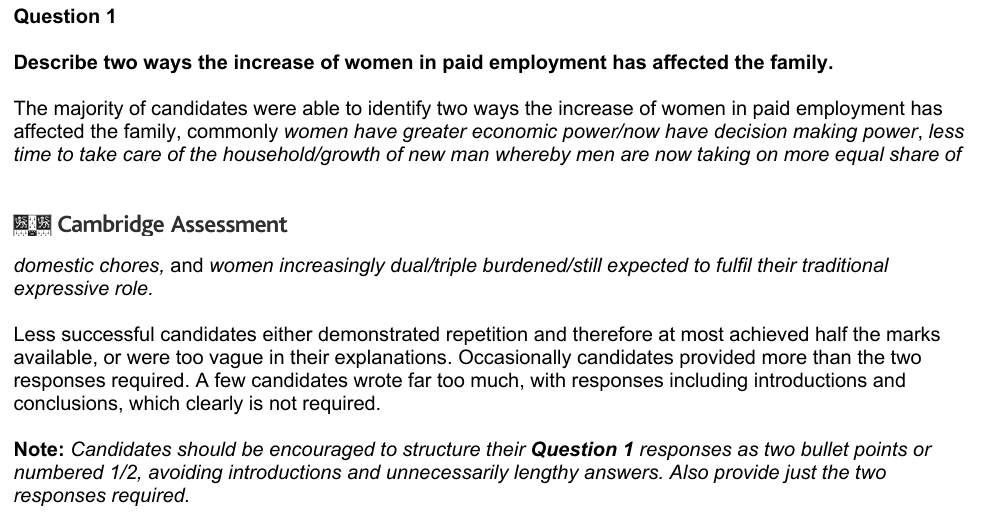 Question 1
Describe two ways the increase of women in paid employment has affected the family.
The majority of candidates were able to identify two ways the increase of women in paid employment has
affected the family, commonly women have greater economic power/now have decision making power, less
time to take care of the household/growth of new man whereby men are now taking on more equal share of
Cambridge Assessment
domestic chores, and women increasingly dual/triple burdened/still expected to fulfil their traditional
expressive role.
Less successful candidates either demonstrated repetition and therefore at most achieved half the marks
available, or were too vague in their explanations. Occasionally candidates provided more than the two
responses required. A few candidates wrote far too much, with responses including introductions and
conclusions, which clearly is not required.
Note: Candidates should be encouraged to structure their Question 1 responses as two bullet points or
numbered 1/2, avoiding introductions and unnecessarily lengthy answers. Also provide just the two
responses required.